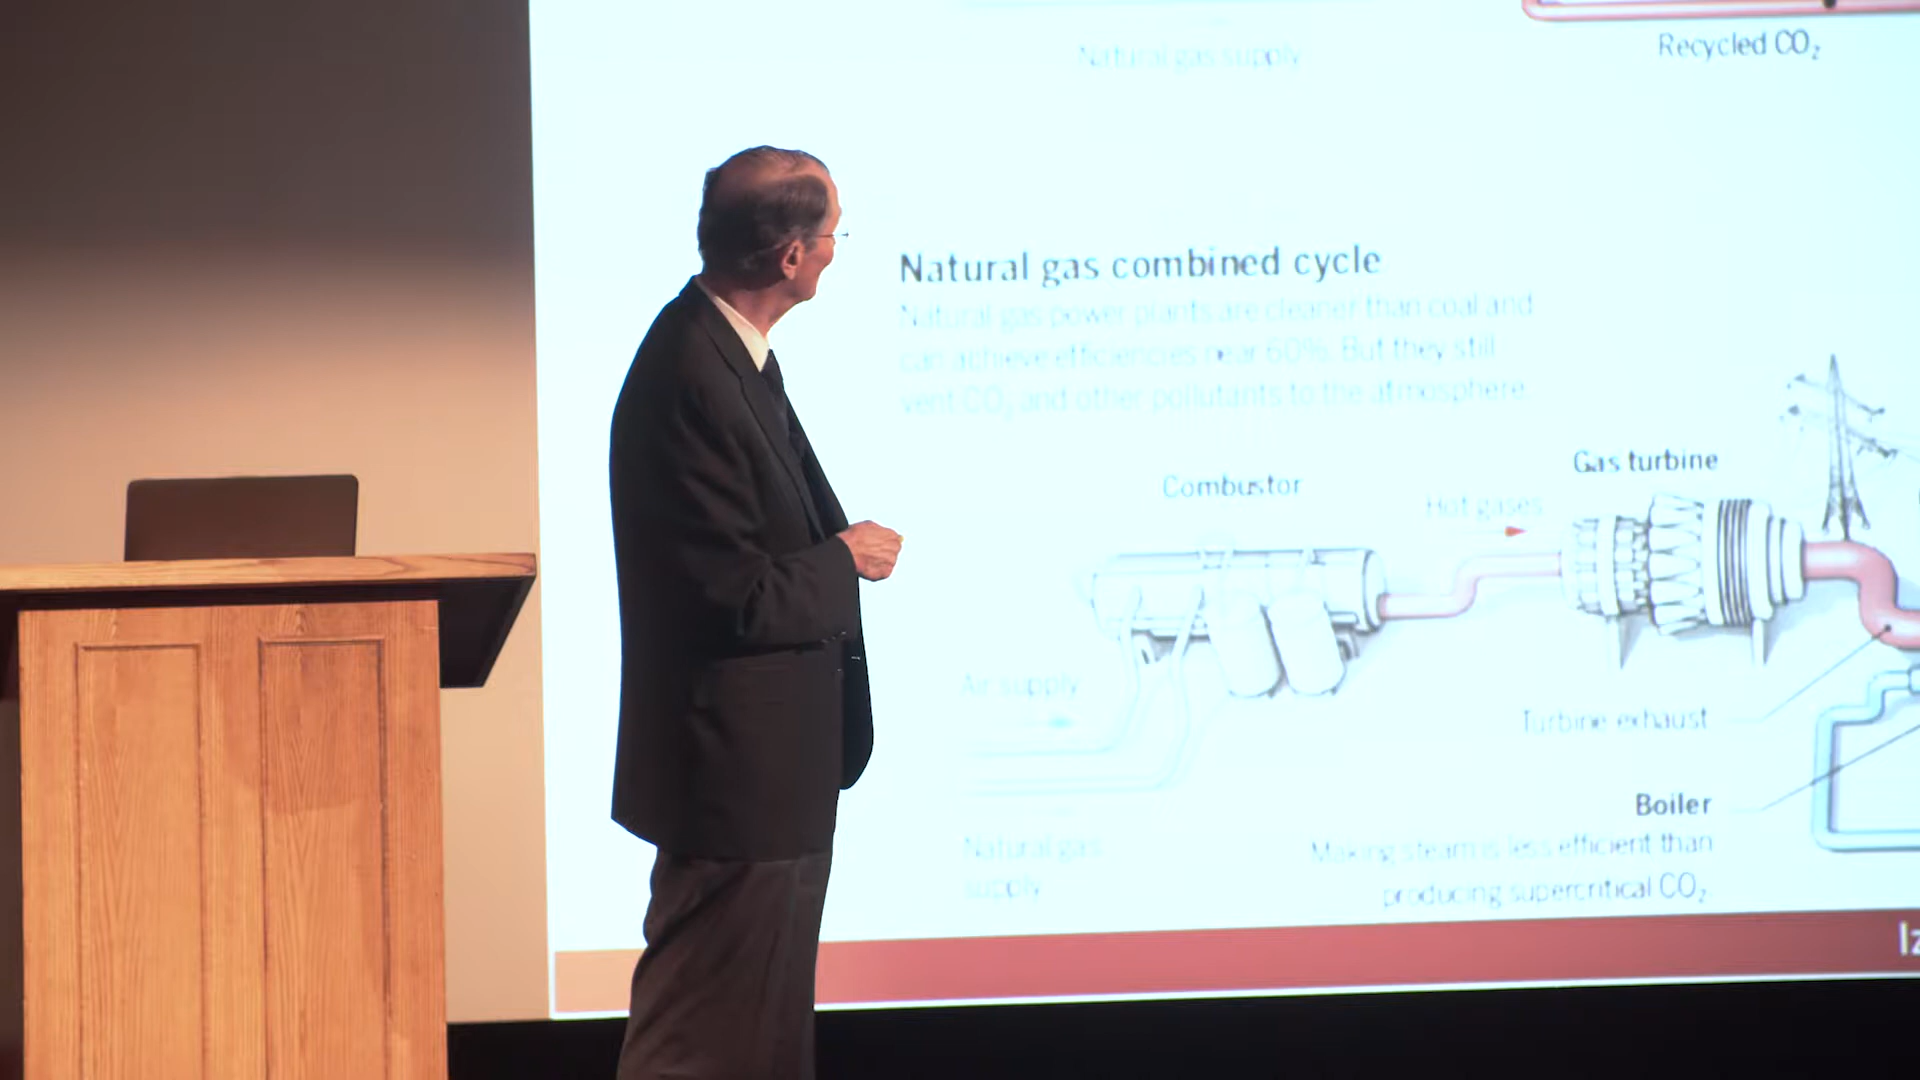 Natural gas supply
Recycled CO₂
Natural gas combined cycle
Natural gas power plants are cleaner than coal and
can achieve efficiencies near 60%. But they still
vent CO₂ and other pollutants to the atmosphere
Gas turbine
Combustor
Hot gases
Air supply
Turbine exhaust
Boiler
Natural gas
supply
Making steam is less efficient than
producing supercritical CO₂